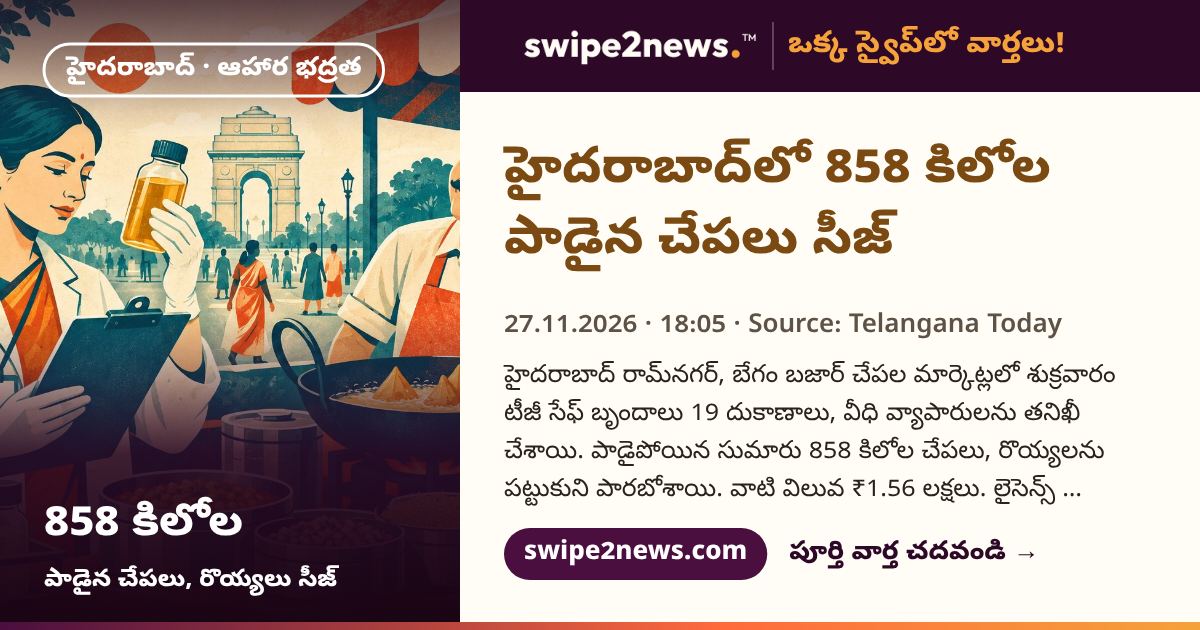 హైదరాబాద్ · ఆహార భద్రత
858 కిలోల
పాడైన చేపలు, రొయ్యలు సీజ్
swipe2news.™ ఒక్క స్వైప్‌లో వార్తలు!
హైదరాబాద్‌లో 858 కిలోల
పాడైన చేపలు సీజ్
27.11.2026 · 18:05 · Source: Telangana Today
హైదరాబాద్ రామ్‌నగర్, బేగం బజార్ చేపల మార్కెట్లలో శుక్రవారం
టీజీ సేఫ్ బృందాలు 19 దుకాణాలు, వీధి వ్యాపారులను తనిఖీ
చేశాయి. పాడైపోయిన సుమారు 858 కిలోల చేపలు, రొయ్యలను
పట్టుకుని పారబోశాయి. వాటి విలువ ₹1.56 లక్షలు. లైసెన్స్ ...
swipe2news.com పూర్తి వార్త చదవండి →